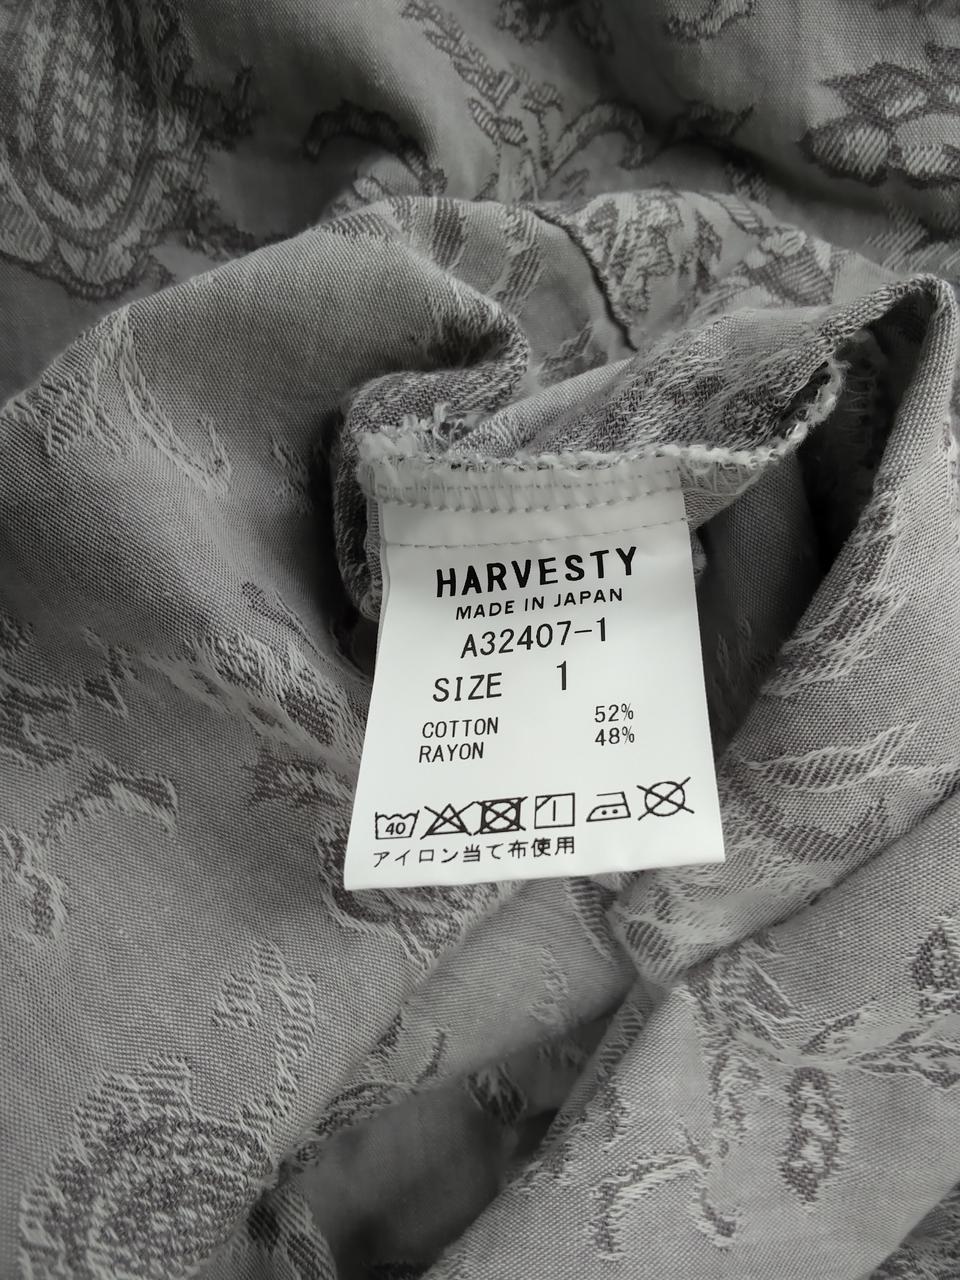 HARVESTY
MADE IN JAPAN
A32407-1
SIZE 1
COTTON 52%
RAYON 48%
40
アイロン当て布使用